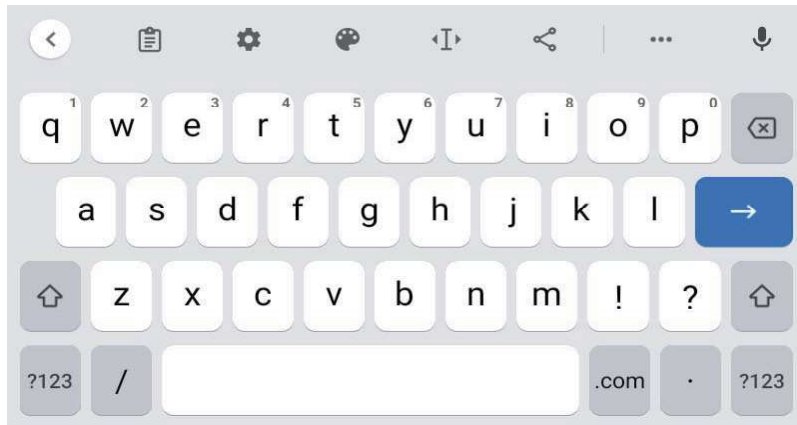 1 2 3 4 5 6 7 8 9 0
q w e r t y u i o p
a s d f g h j k l
z x c v b n m ! ?
?123 / .com . ?123